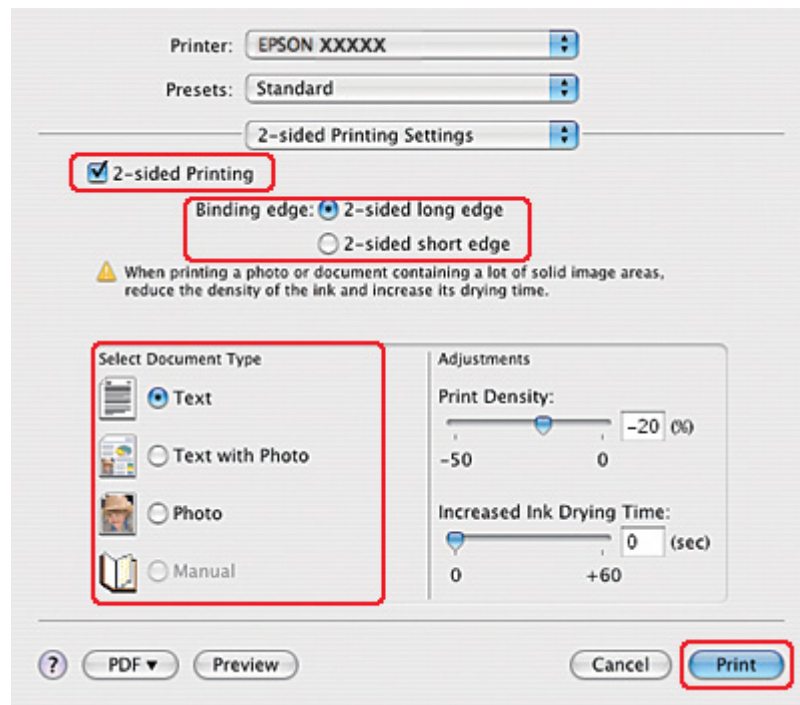 Printer: EPSON XXXXX
Presets: Standard
2-sided Printing Settings
2-sided Printing
Binding edge: 2-sided long edge
2-sided short edge
When printing a photo or document containing a lot of solid image areas,
reduce the density of the ink and increase its drying time.
Select Document Type
Text
Text with Photo
Photo
Manual
Adjustments
Print Density:
-20 (%)
-50 0
Increased Ink Drying Time:
0 (sec)
0 +60
? PDF▼ Preview Cancel Print